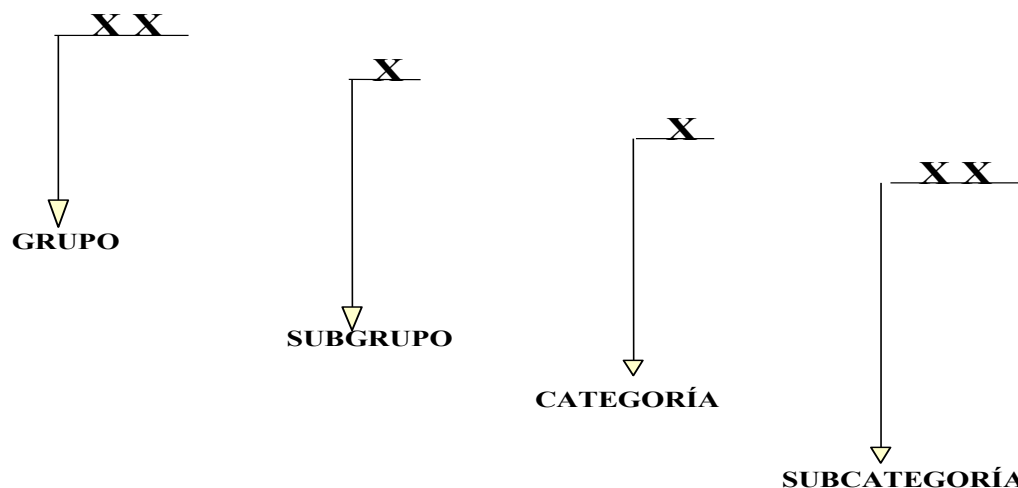 X X
X
X
X X
GRUPO
SUBGRUPO
CATEGORÍA
SUBCATEGORÍA